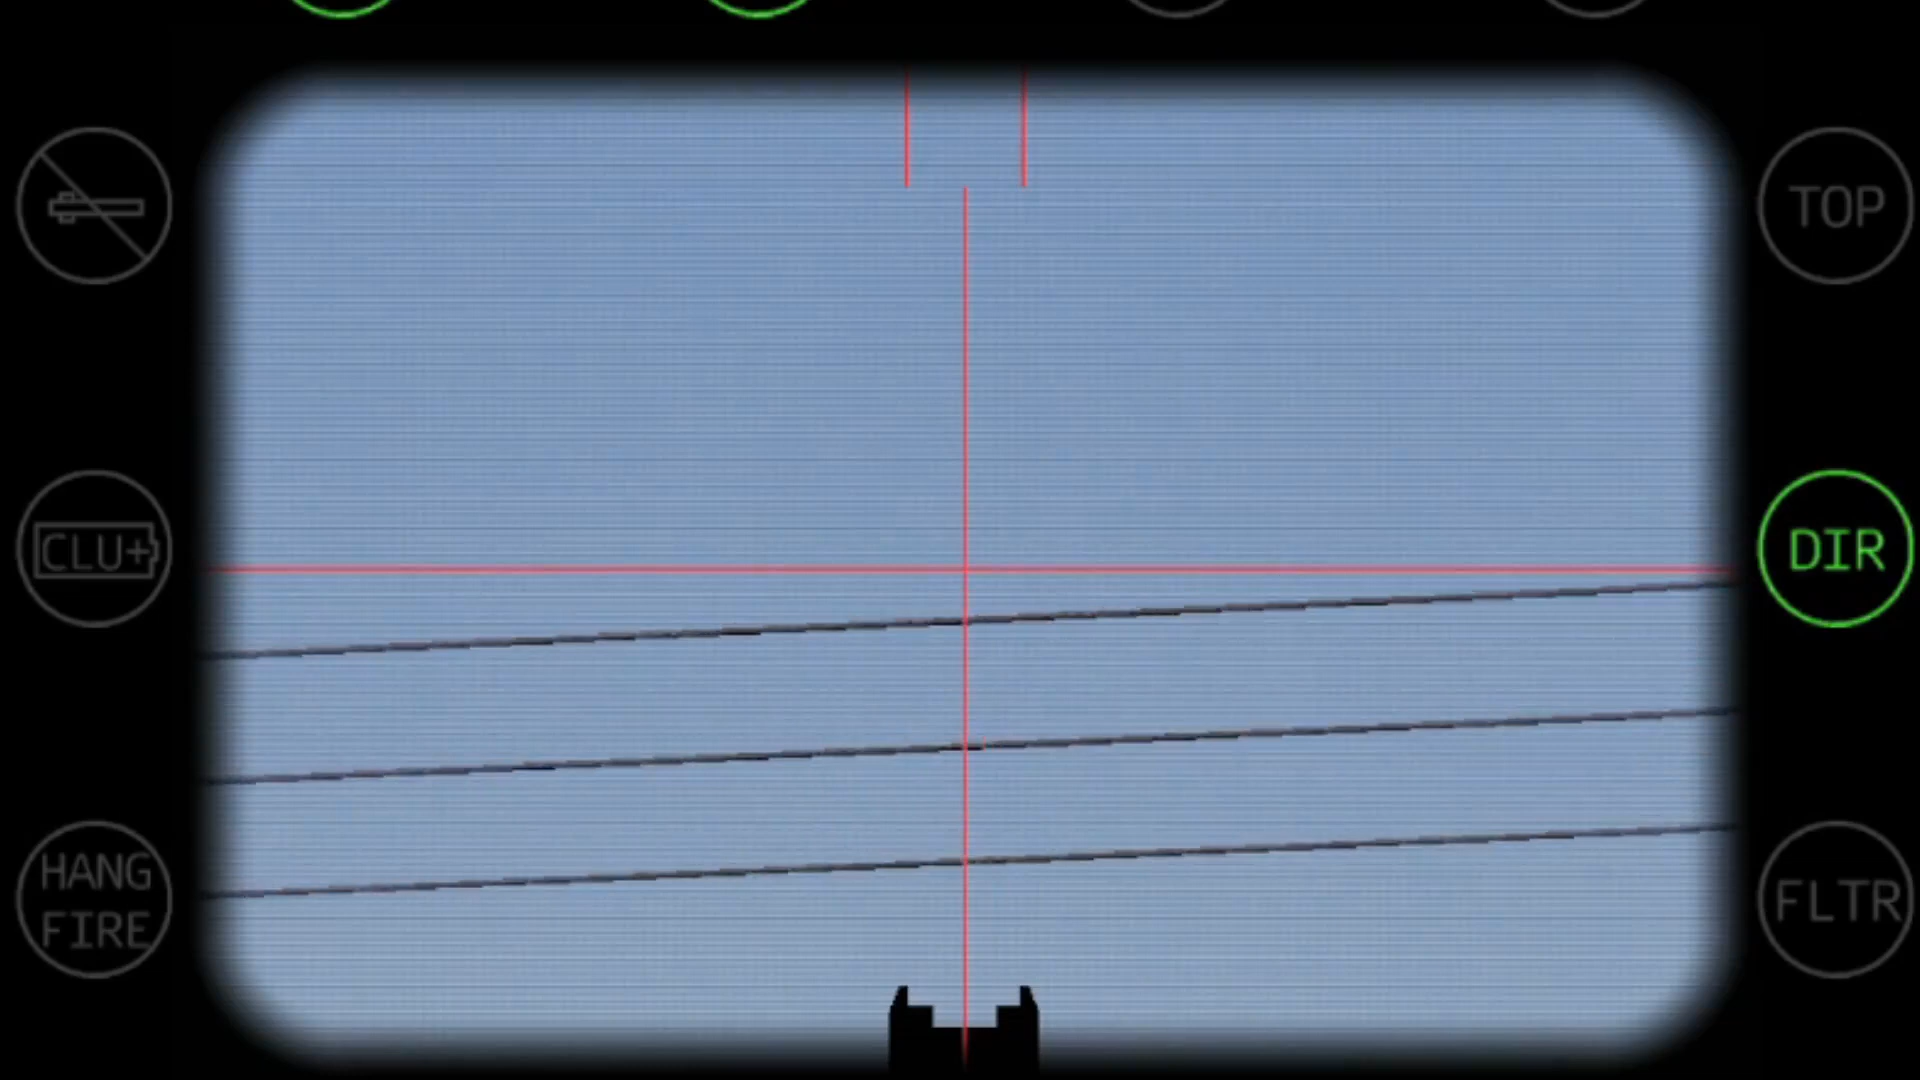 TOP
CLU+
DIR
HANG
FIRE
FLTR